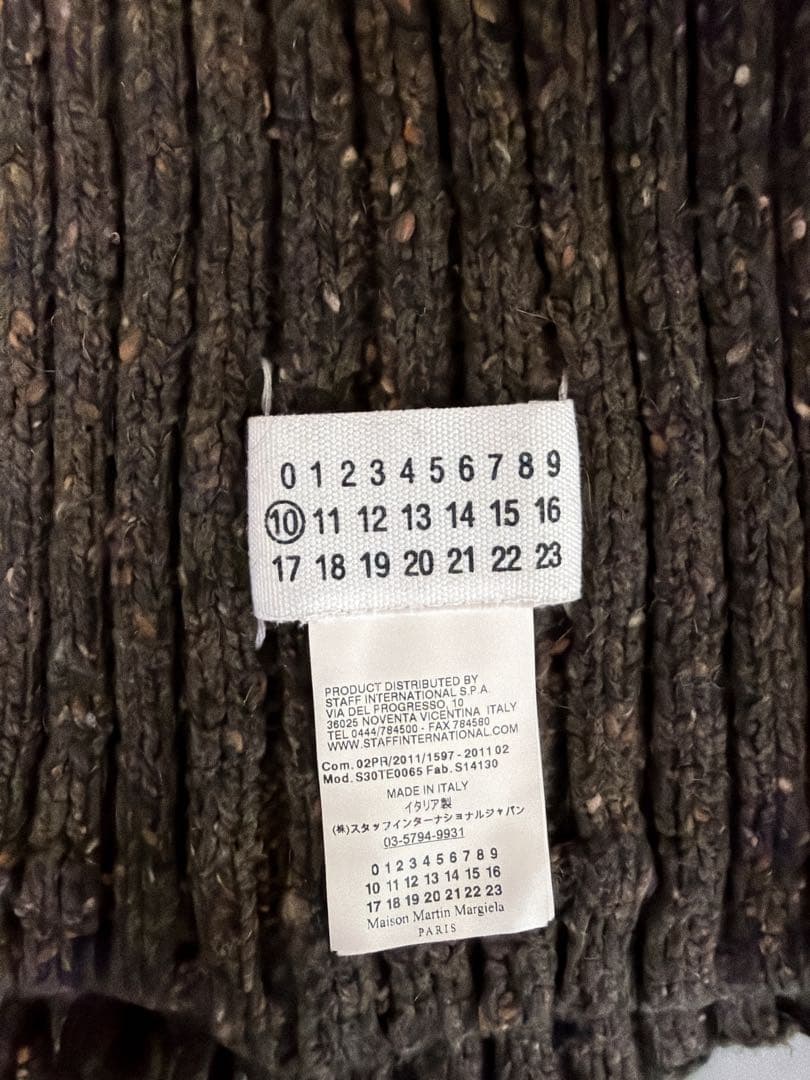 0 1 2 3 4 5 6 7 8 9
10 11 12 13 14 15 16
17 18 19 20 21 22 23
PRODUCT DISTRIBUTED BY
STAFF INTERNATIONAL S.P.A.
VIA DEL PROGRESSO, 10
36025 NOVENTA VICENTINA ITALY
TEL 0444/784500 - FAX 784580
WWW.STAFFINTERNATIONAL.COM
Com. 02PR/2011/1597 - 2011 02
Mod. S30TE0065 Fab. S14130
MADE IN ITALY
イタリア製
(株)スタッフインターナショナルジャパン
03-5794-9931
0 1 2 3 4 5 6 7 8 9
10 11 12 13 14 15 16
17 18 19 20 21 22 23
Maison Martin Margiela
PARIS